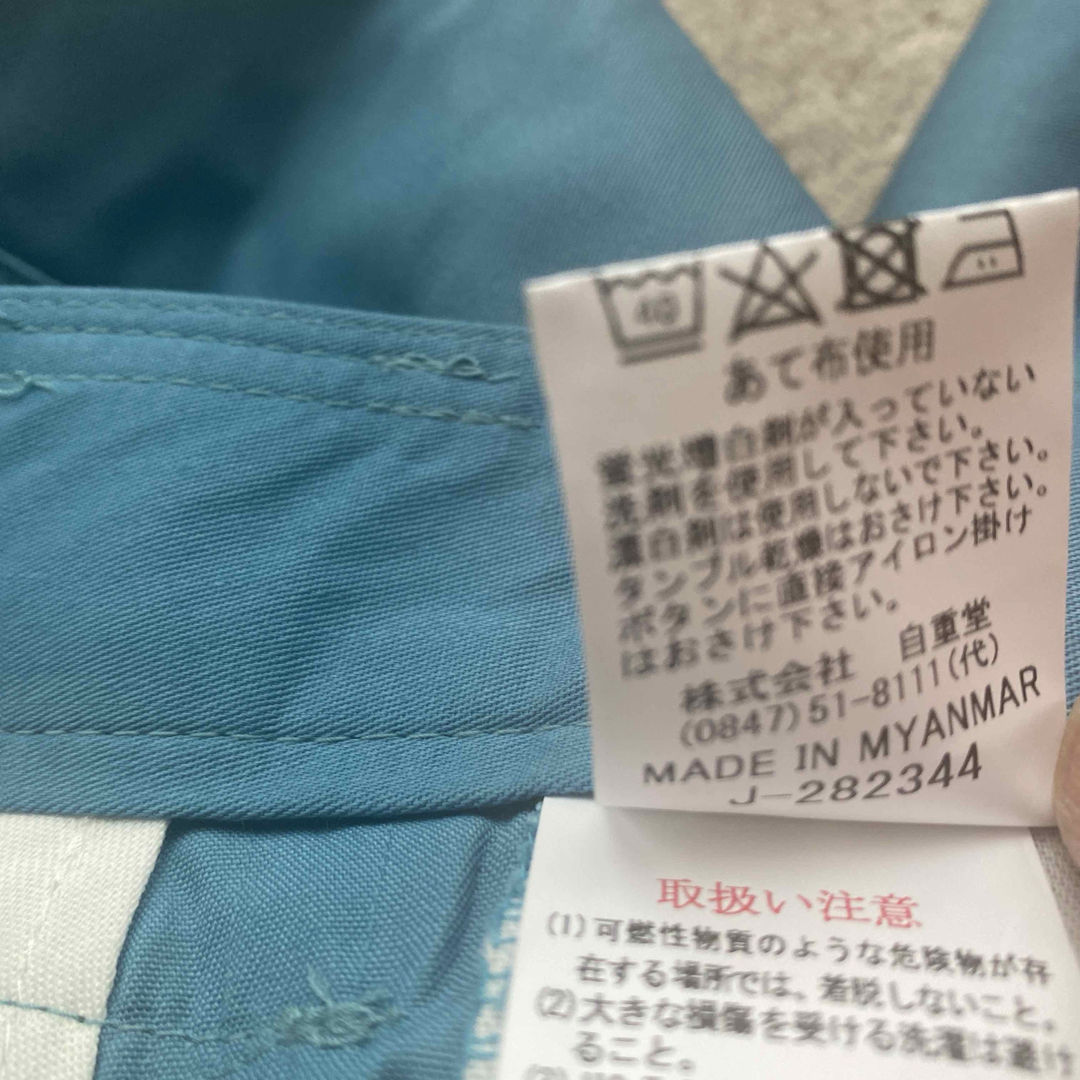 40
あて布使用
蛍光増白剤が入っていない
洗剤を使用して下さい。
漂白剤は使用しないで下さい。
タンブル乾燥はおさけ下さい。
ボタンに直接アイロン掛け
はおさけ下さい。
株式会社 自重堂
(0847)51-8111(代)
MADE IN MYANMAR
J-282344
取扱い注意
(1)可燃性物質のような危険物が存
在する場所では、着脱しないこと。
(2)大きな損傷を受ける洗濯は避け
ること。